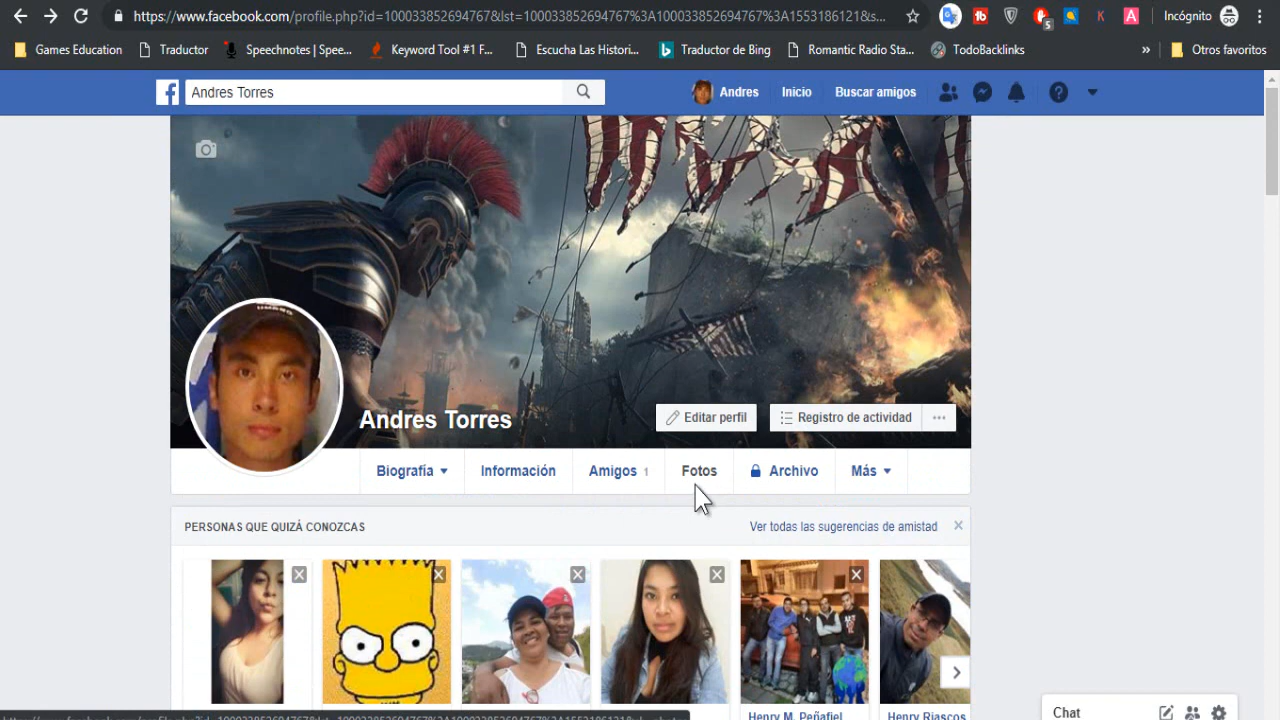 https://www.facebook.com/profile.php?id=100033852694767&lst=100033852694767%3A100033852694767%3A1553186121&s...
Incógnito
5
Games Education
Traductor
Speechnotes | Spee...
Keyword Tool #1 F...
Escucha Las Histori...
Traductor de Bing
Romantic Radio Sta...
TodoBacklinks
»
Otros favoritos
Andres Torres
Andres
Inicio
Buscar amigos
Andres Torres
Editar perfil
Registro de actividad
Biografía
Información
Amigos 1
Fotos
Archivo
Más
PERSONAS QUE QUIZÁ CONOZCAS
Ver todas las sugerencias de amistad
Henry M. Peñafiel
Henry Riascos
Chat